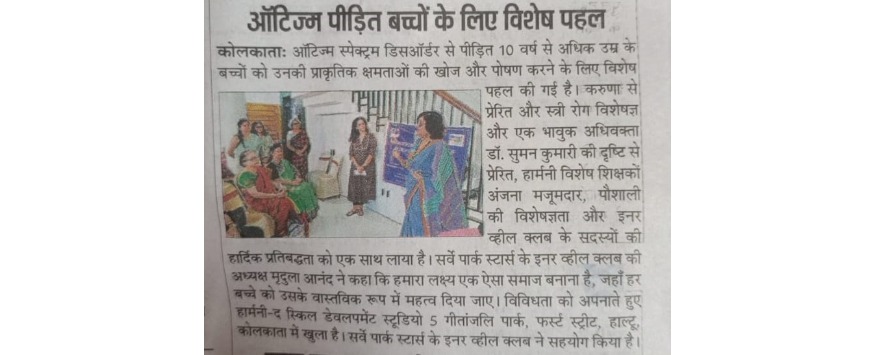 ऑटिज्म पीड़ित बच्चों के लिए विशेष पहल
कोलकाताः ऑटिज्म स्पेक्ट्रम डिसऑर्डर से पीड़ित 10 वर्ष से अधिक उम्र के
बच्चों को उनकी प्राकृतिक क्षमताओं की खोज और पोषण करने के लिए विशेष
पहल की गई है। करुणा से
प्रेरित और स्त्री रोग विशेषज्ञ
और एक भावुक अधिवक्ता
डॉ. सुमन कुमारी की दृष्टि से
प्रेरित, हार्मनी विशेष शिक्षकों
अंजना मजूमदार, पौशाली
की विशेषज्ञता और इनर
व्हील क्लब के सदस्यों की
हार्दिक प्रतिबद्धता को एक साथ लाया है। सर्वे पार्क स्टार्स के इनर व्हील क्लब की
अध्यक्ष मृदुला आनंद ने कहा कि हमारा लक्ष्य एक ऐसा समाज बनाना है, जहाँ हर
बच्चे को उसके वास्तविक रूप में महत्व दिया जाए। विविधता को अपनाते हुए
हार्मनी-द स्किल डेवलपमेंट स्टूडियो 5 गीतांजलि पार्क, फर्स्ट स्ट्रीट, हाल्टू,
कोलकाता में खुला है। सर्वे पार्क स्टार्स के इनर व्हील क्लब ने सहयोग किया है।